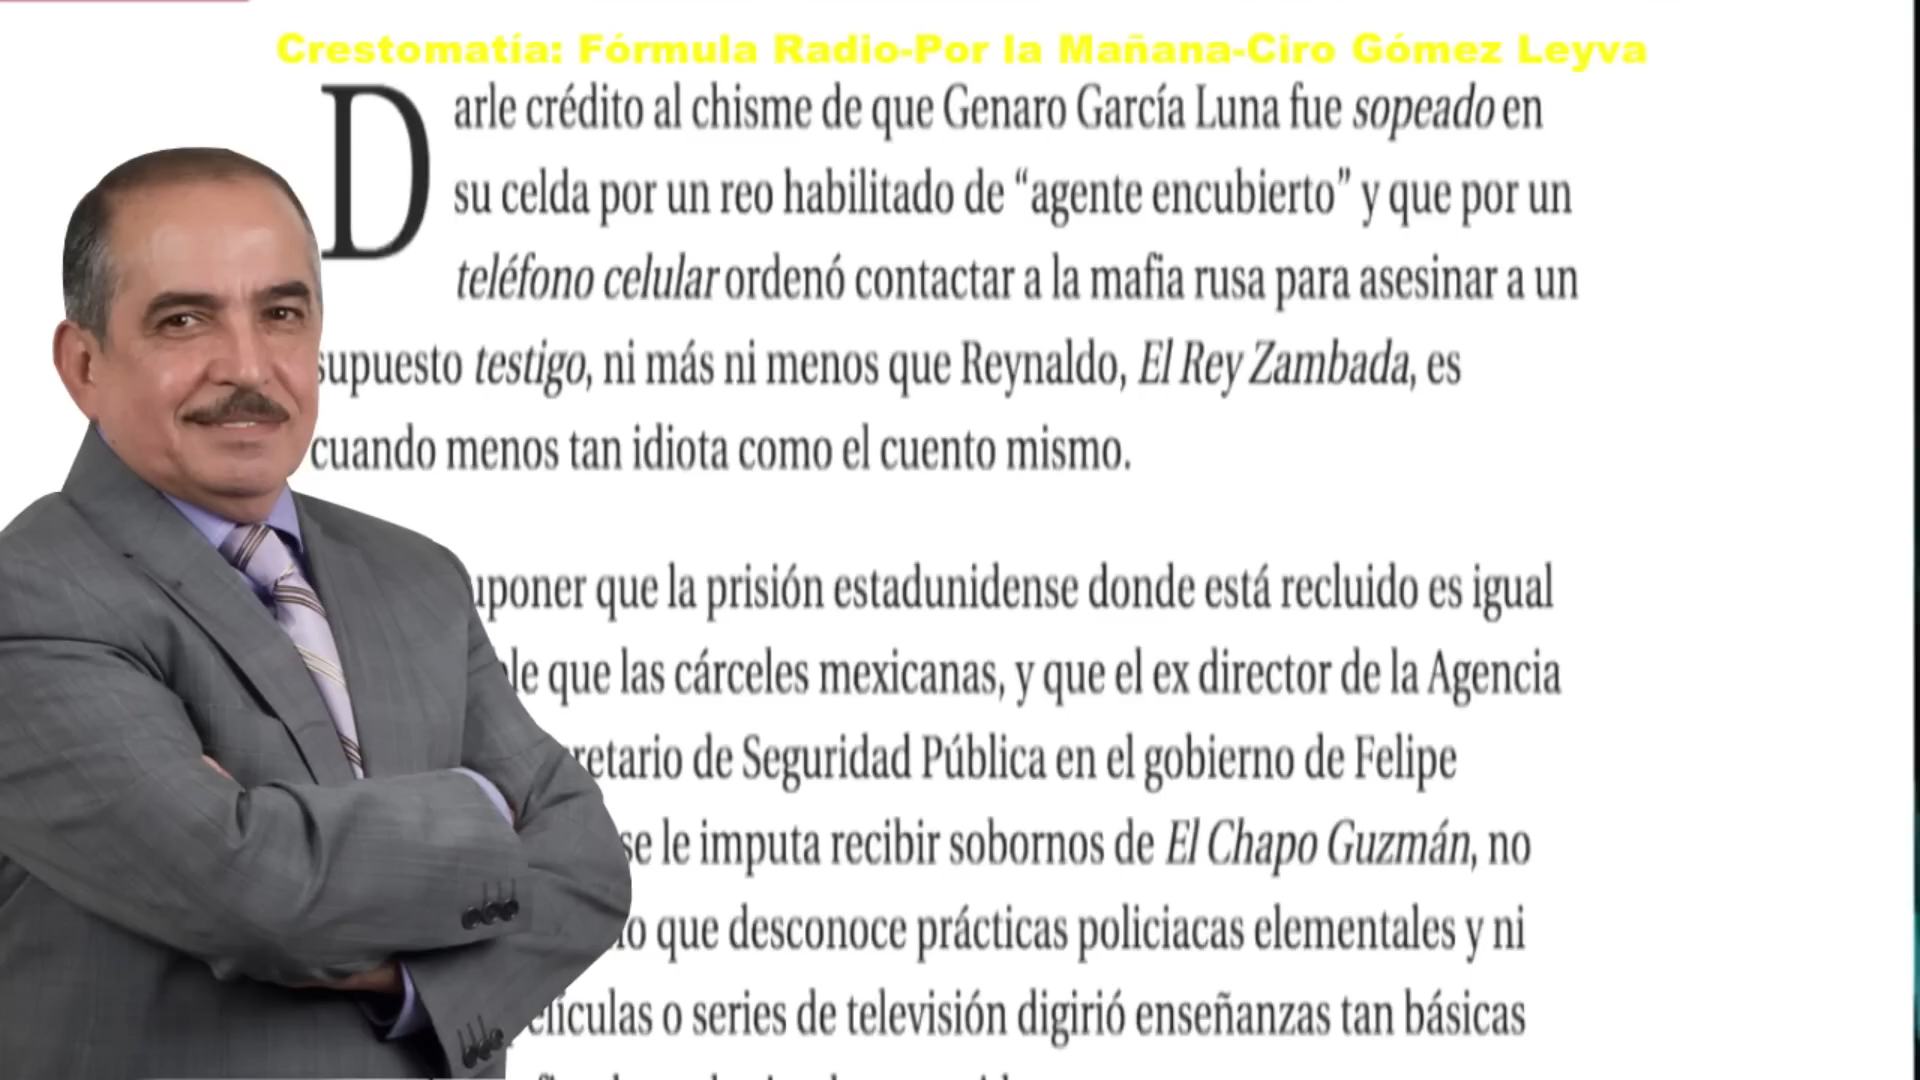 Crestomatía: Fórmula Radio-Por la Mañana-Ciro Gómez Leyva
Darle crédito al chisme de que Genaro García Luna fue sopeado en
su celda por un reo habilitado de “agente encubierto” y que por un
teléfono celular ordenó contactar a la mafia rusa para asesinar a un
supuesto testigo, ni más ni menos que Reynaldo, El Rey Zambada, es
cuando menos tan idiota como el cuento mismo.
que la prisión estadunidense donde está recluido es igual
que las cárceles mexicanas, y que el ex director de la Agencia
de Seguridad Pública en el gobierno de Felipe
se le imputa recibir sobornos de El Chapo Guzmán, no
que desconoce prácticas policiacas elementales y ni
o series de televisión digirió enseñanzas tan básicas